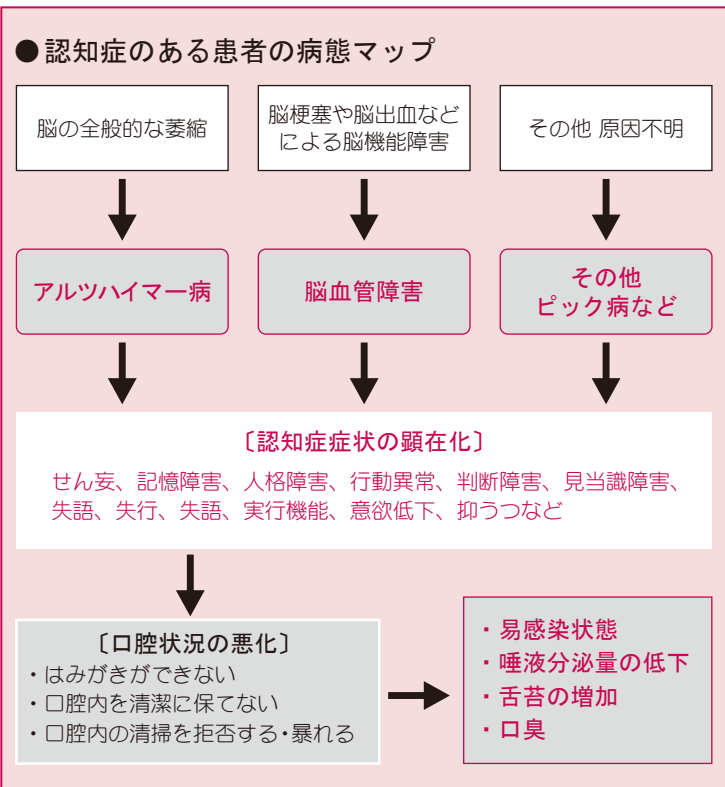 ●認知症のある患者の病態マップ
脳の全般的な萎縮
脳梗塞や脳出血など
による脳機能障害
その他 原因不明
アルツハイマー病
脳血管障害
その他
ピック病など
〔認知症症状の顕在化〕
せん妄、記憶障害、人格障害、行動異常、判断障害、見当識障害、
失語、失行、失語、実行機能、意欲低下、抑うつなど
〔口腔状況の悪化〕
・はみがきができない
・口腔内を清潔に保てない
・口腔内の清掃を拒否する・暴れる
・易感染状態
・唾液分泌量の低下
・舌苔の増加
・口臭